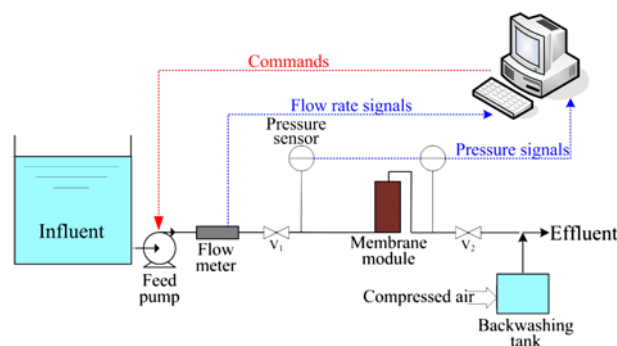 Commands
Flow rate signals
Pressure
sensor
Pressure signals
Influent
Feed
pump
Flow
meter
V1
Membrane
module
V2
Effluent
Compressed air
Backwashing
tank